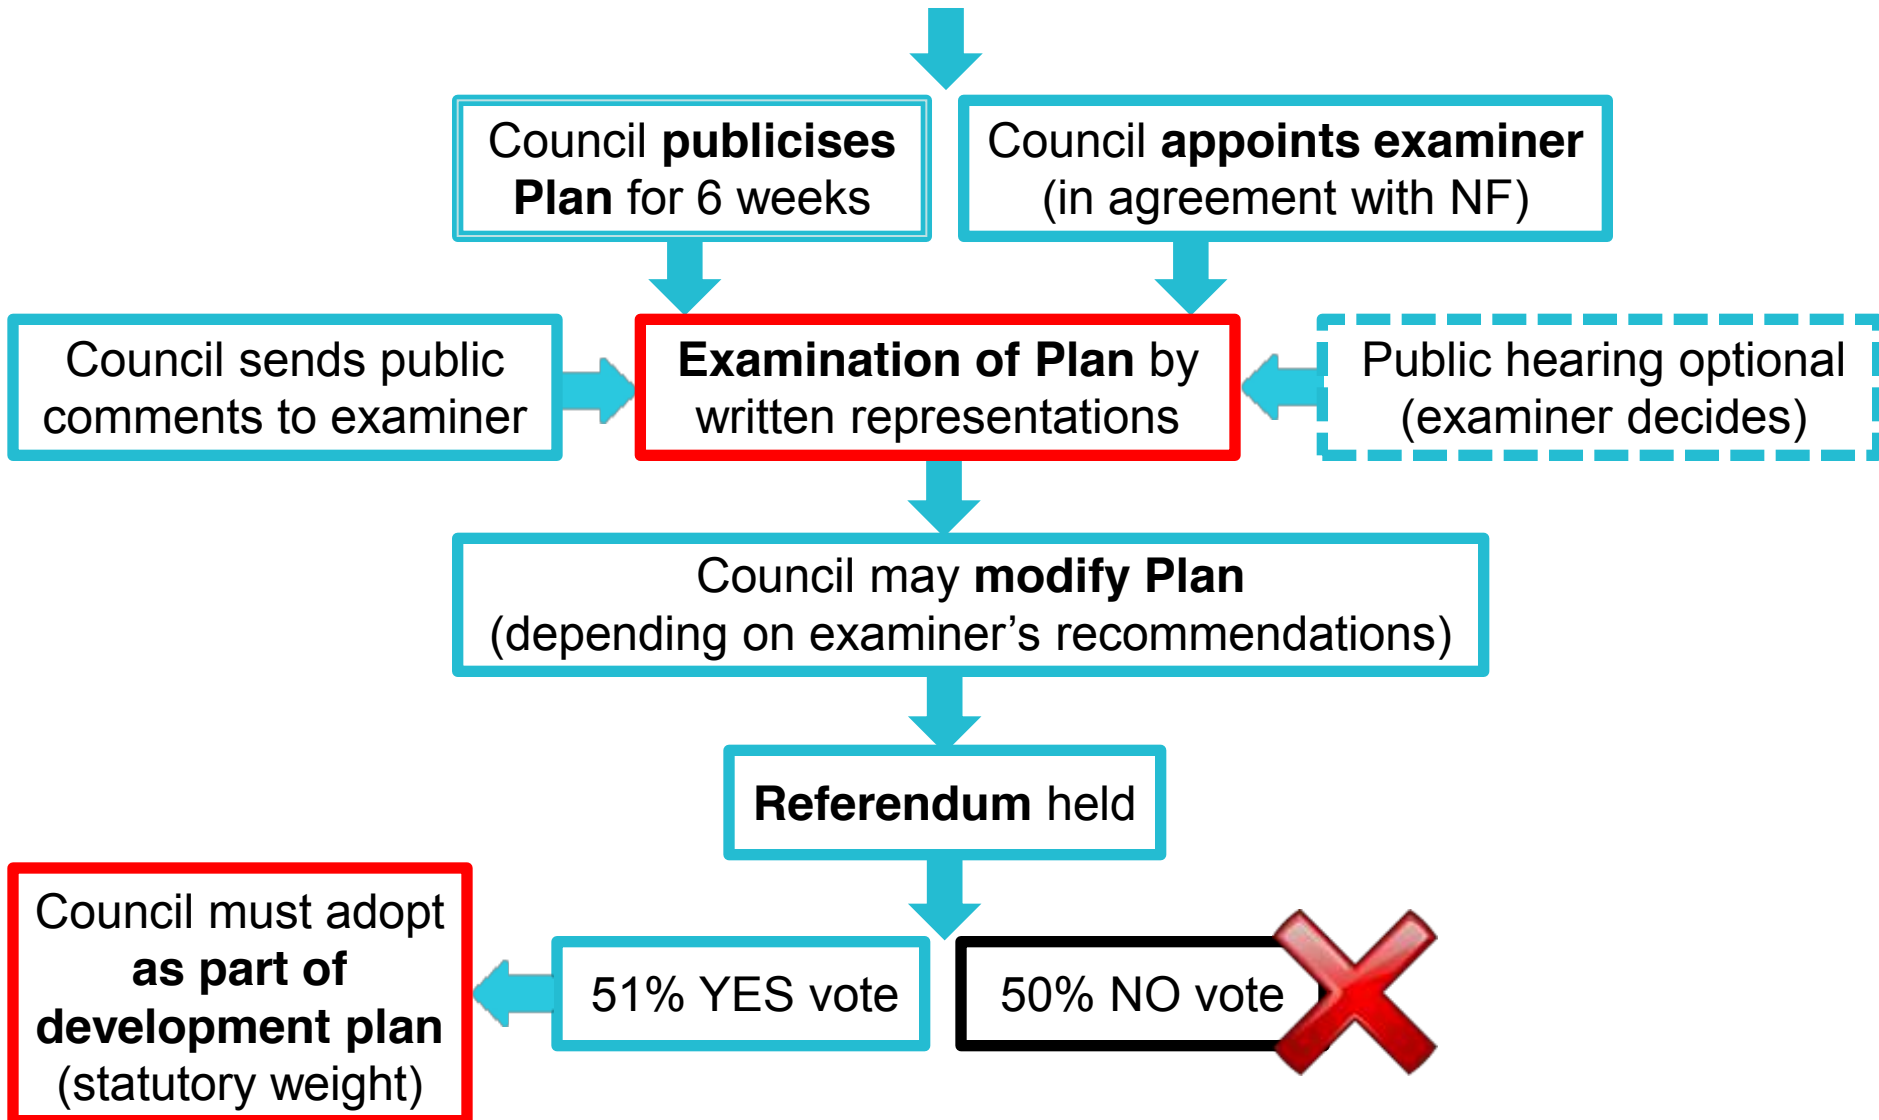 Council publicises
Plan for 6 weeks
Council appoints examiner
(in agreement with NF)
Council sends public
comments to examiner
Examination of Plan by
written representations
Public hearing optional
(examiner decides)
Council may modify Plan
(depending on examiner’s recommendations)
Referendum held
Council must adopt
as part of
development plan
(statutory weight)
51% YES vote
50% NO vote